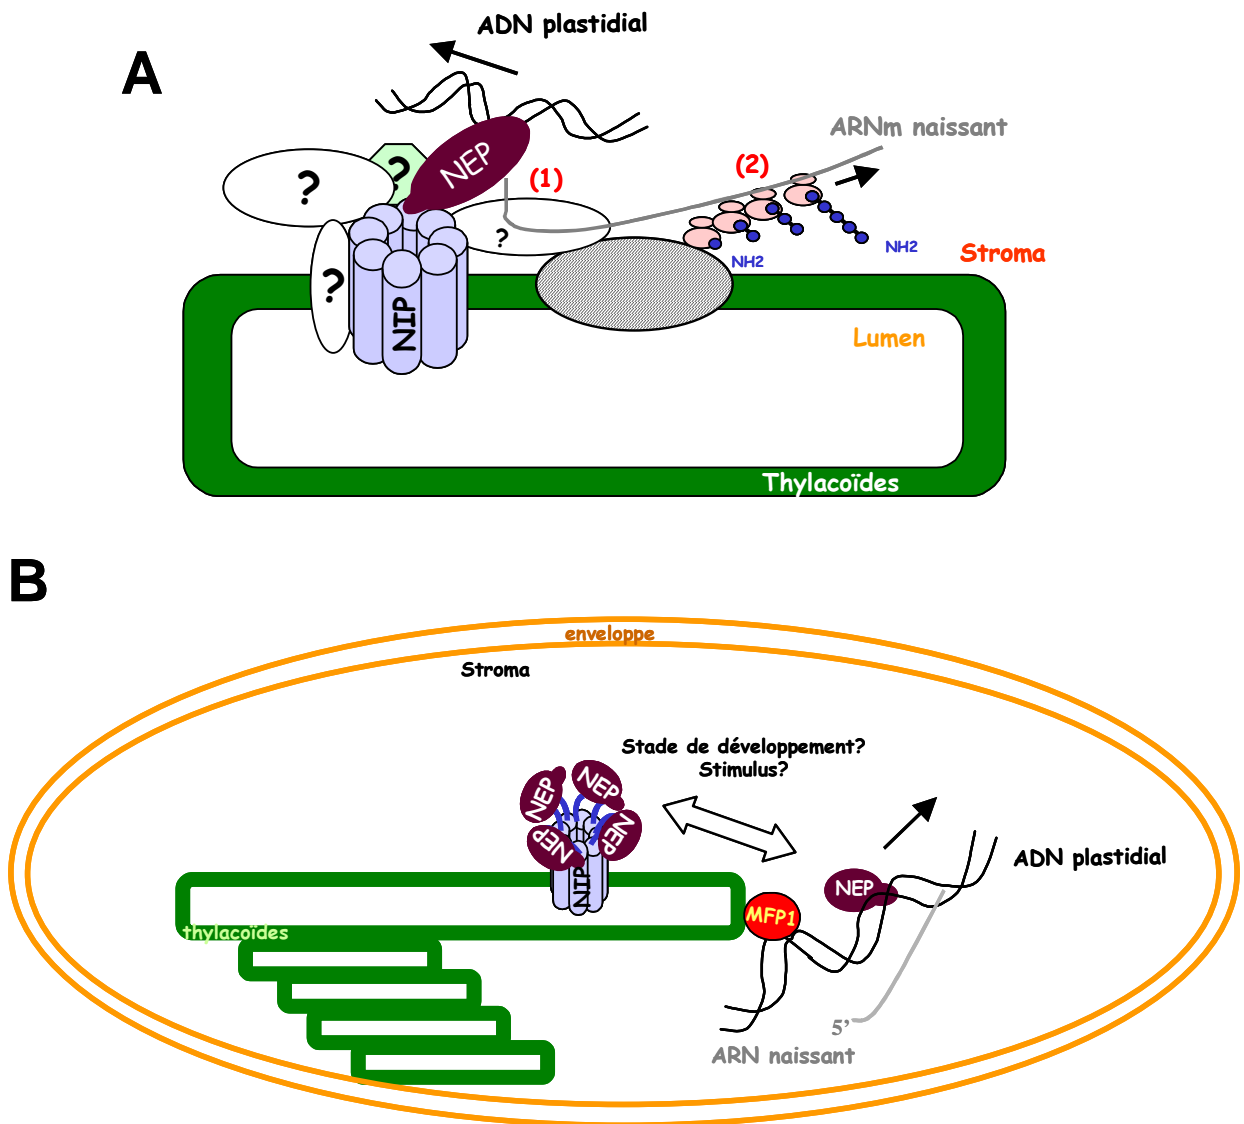 A
ADN plastidial
ARNm naissant
?
?
NEP
(1)
(2)
?
NH2
NH2
Stroma
?
NIP
Lumen
Thylacoïdes
B
enveloppe
Stroma
Stade de développement?
Stimulus?
NEP
NEP
NEP
NEP
NIP
NEP
ADN plastidial
MFP1
thylacoïdes
5’
ARN naissant